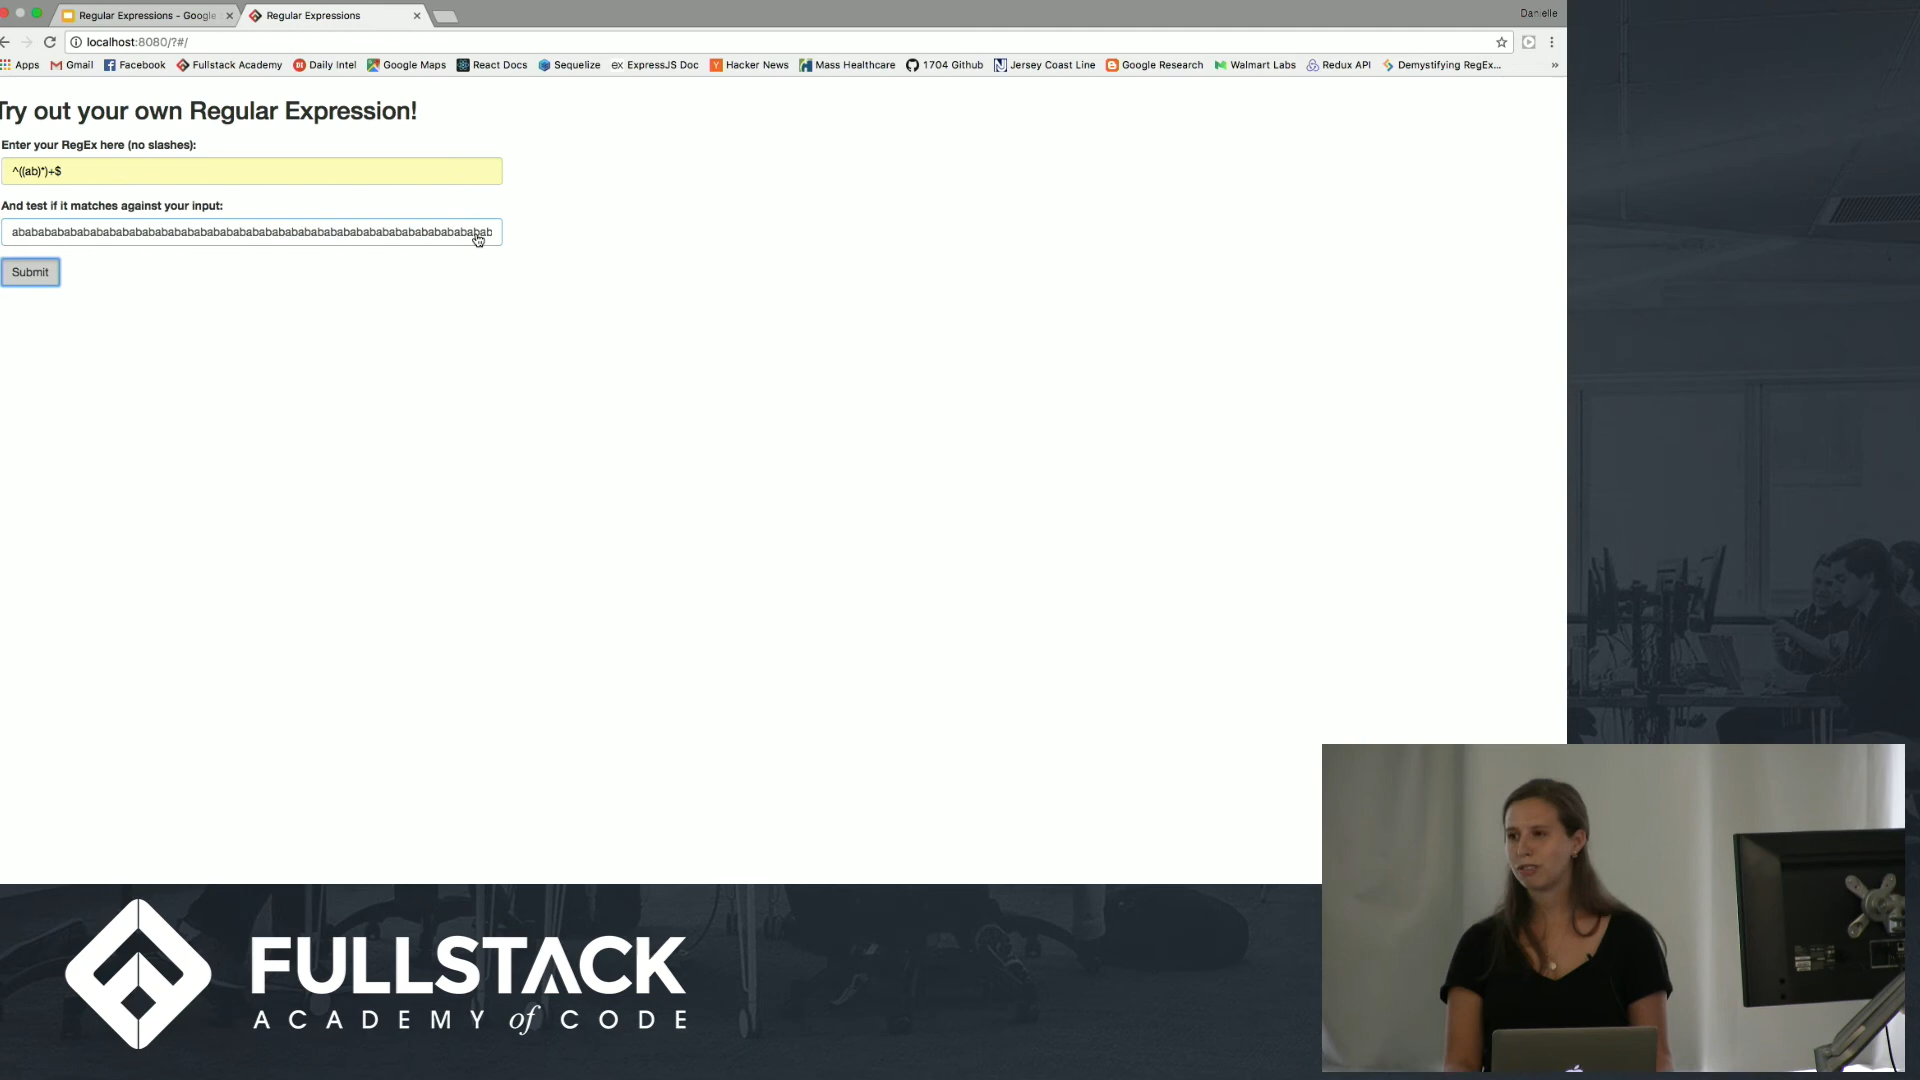 Regular Expressions - Google
Regular Expressions
Danielle
localhost:8080/?#/
Apps Gmail Facebook Fullstack Academy Daily Intel Google Maps React Docs Sequelize ex ExpressJS Doc Hacker News Mass Healthcare 1704 Github Jersey Coast Line Google Research Walmart Labs Redux API Demystifying RegEx... »
Try out your own Regular Expression!
Enter your RegEx here (no slashes):
^((ab)*)+$
And test if it matches against your input:
Submit
FULLSTACK
ACADEMY of CODE